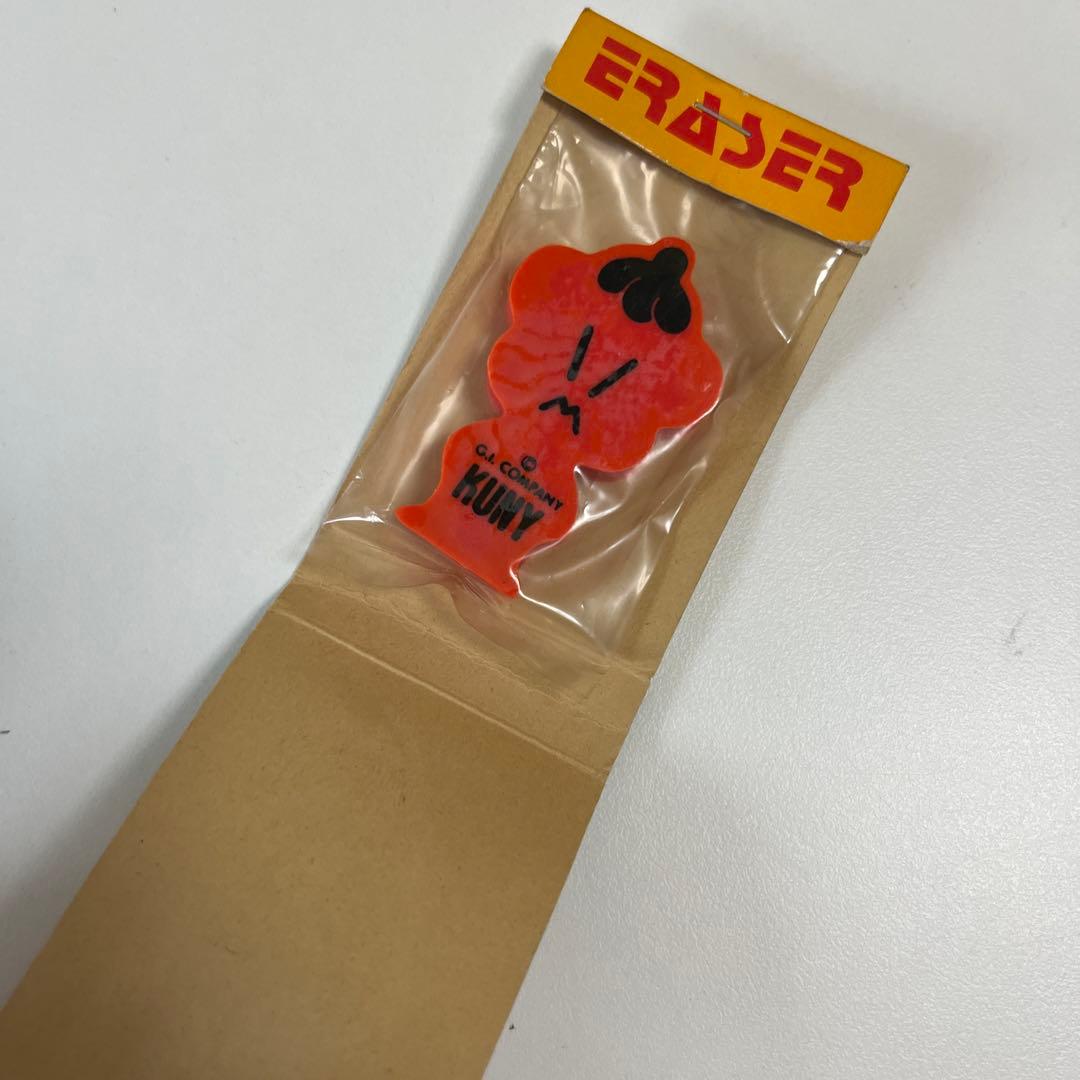 ERASER
G.I. COMPANY
KUNY